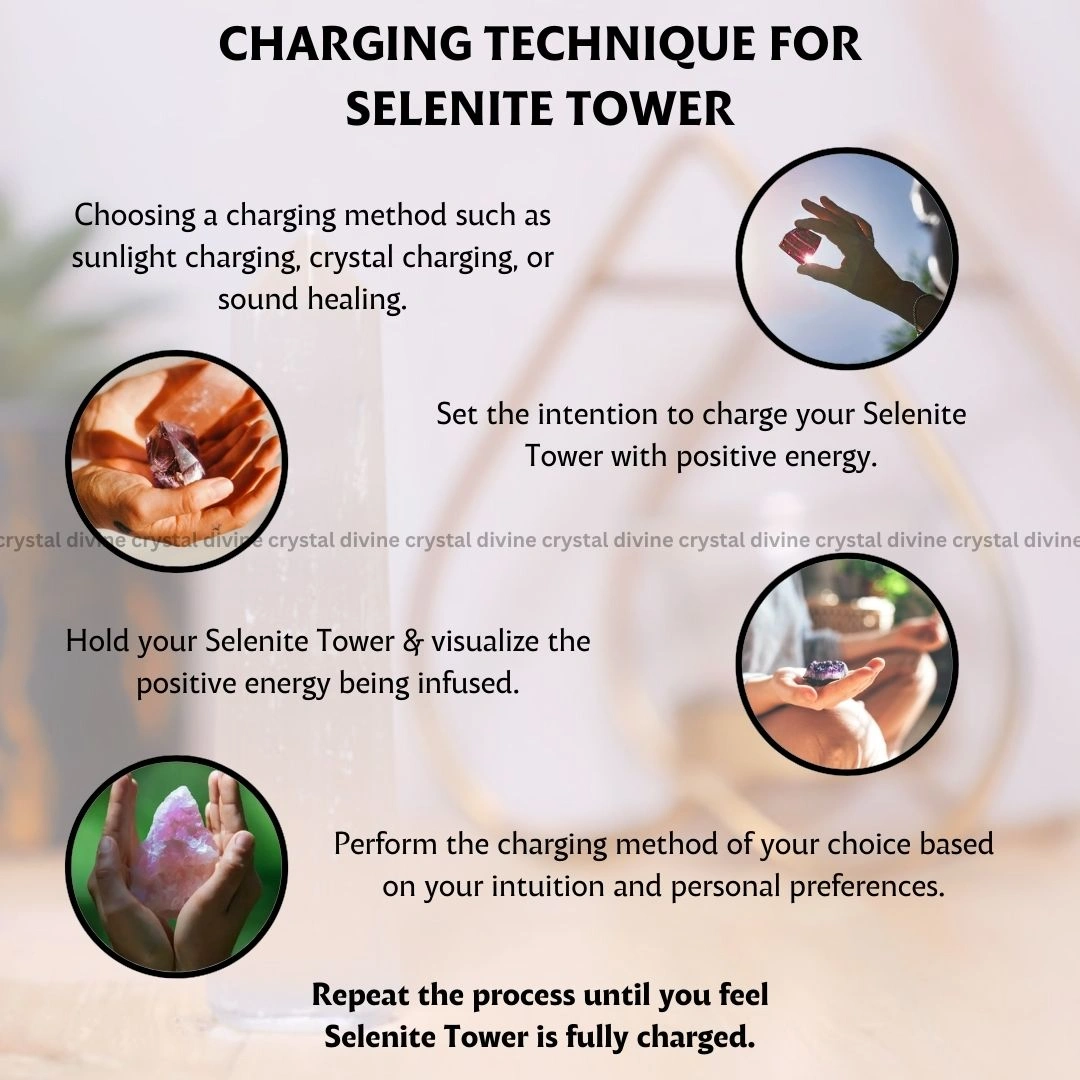 CHARGING TECHNIQUE FOR
SELENITE TOWER
Choosing a charging method such as
sunlight charging, crystal charging, or
sound healing.
Set the intention to charge your Selenite
Tower with positive energy.
crystal divine crystal divine crystal divine crystal divine crystal divine crystal divine crystal divine crystal divine
Hold your Selenite Tower & visualize the
positive energy being infused.
Perform the charging method of your choice based
on your intuition and personal preferences.
Repeat the process until you feel
Selenite Tower is fully charged.